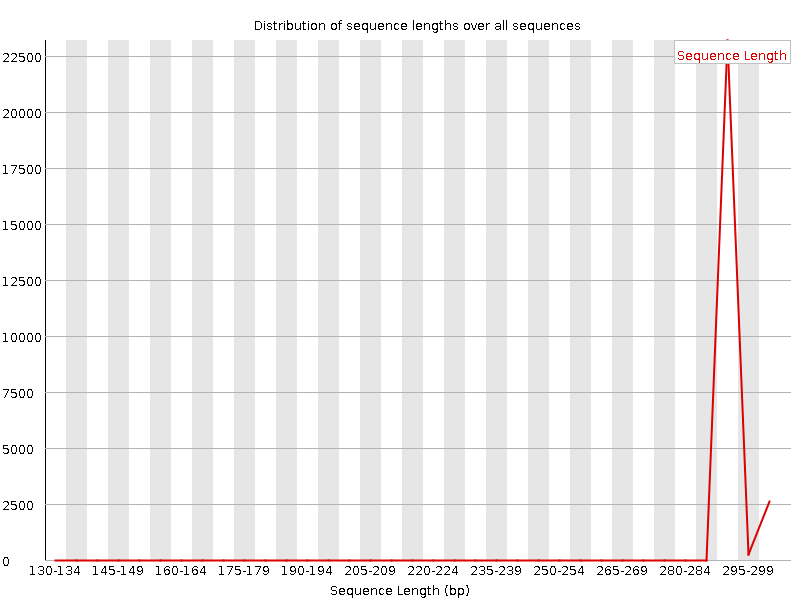 Distribution of sequence lengths over all sequences
Sequence Length
22500
20000
17500
15000
12500
10000
7500
5000
2500
0
130-134 145-149 160-164 175-179 190-194 205-209 220-224 235-239 250-254 265-269 280-284 295-299
Sequence Length (bp)